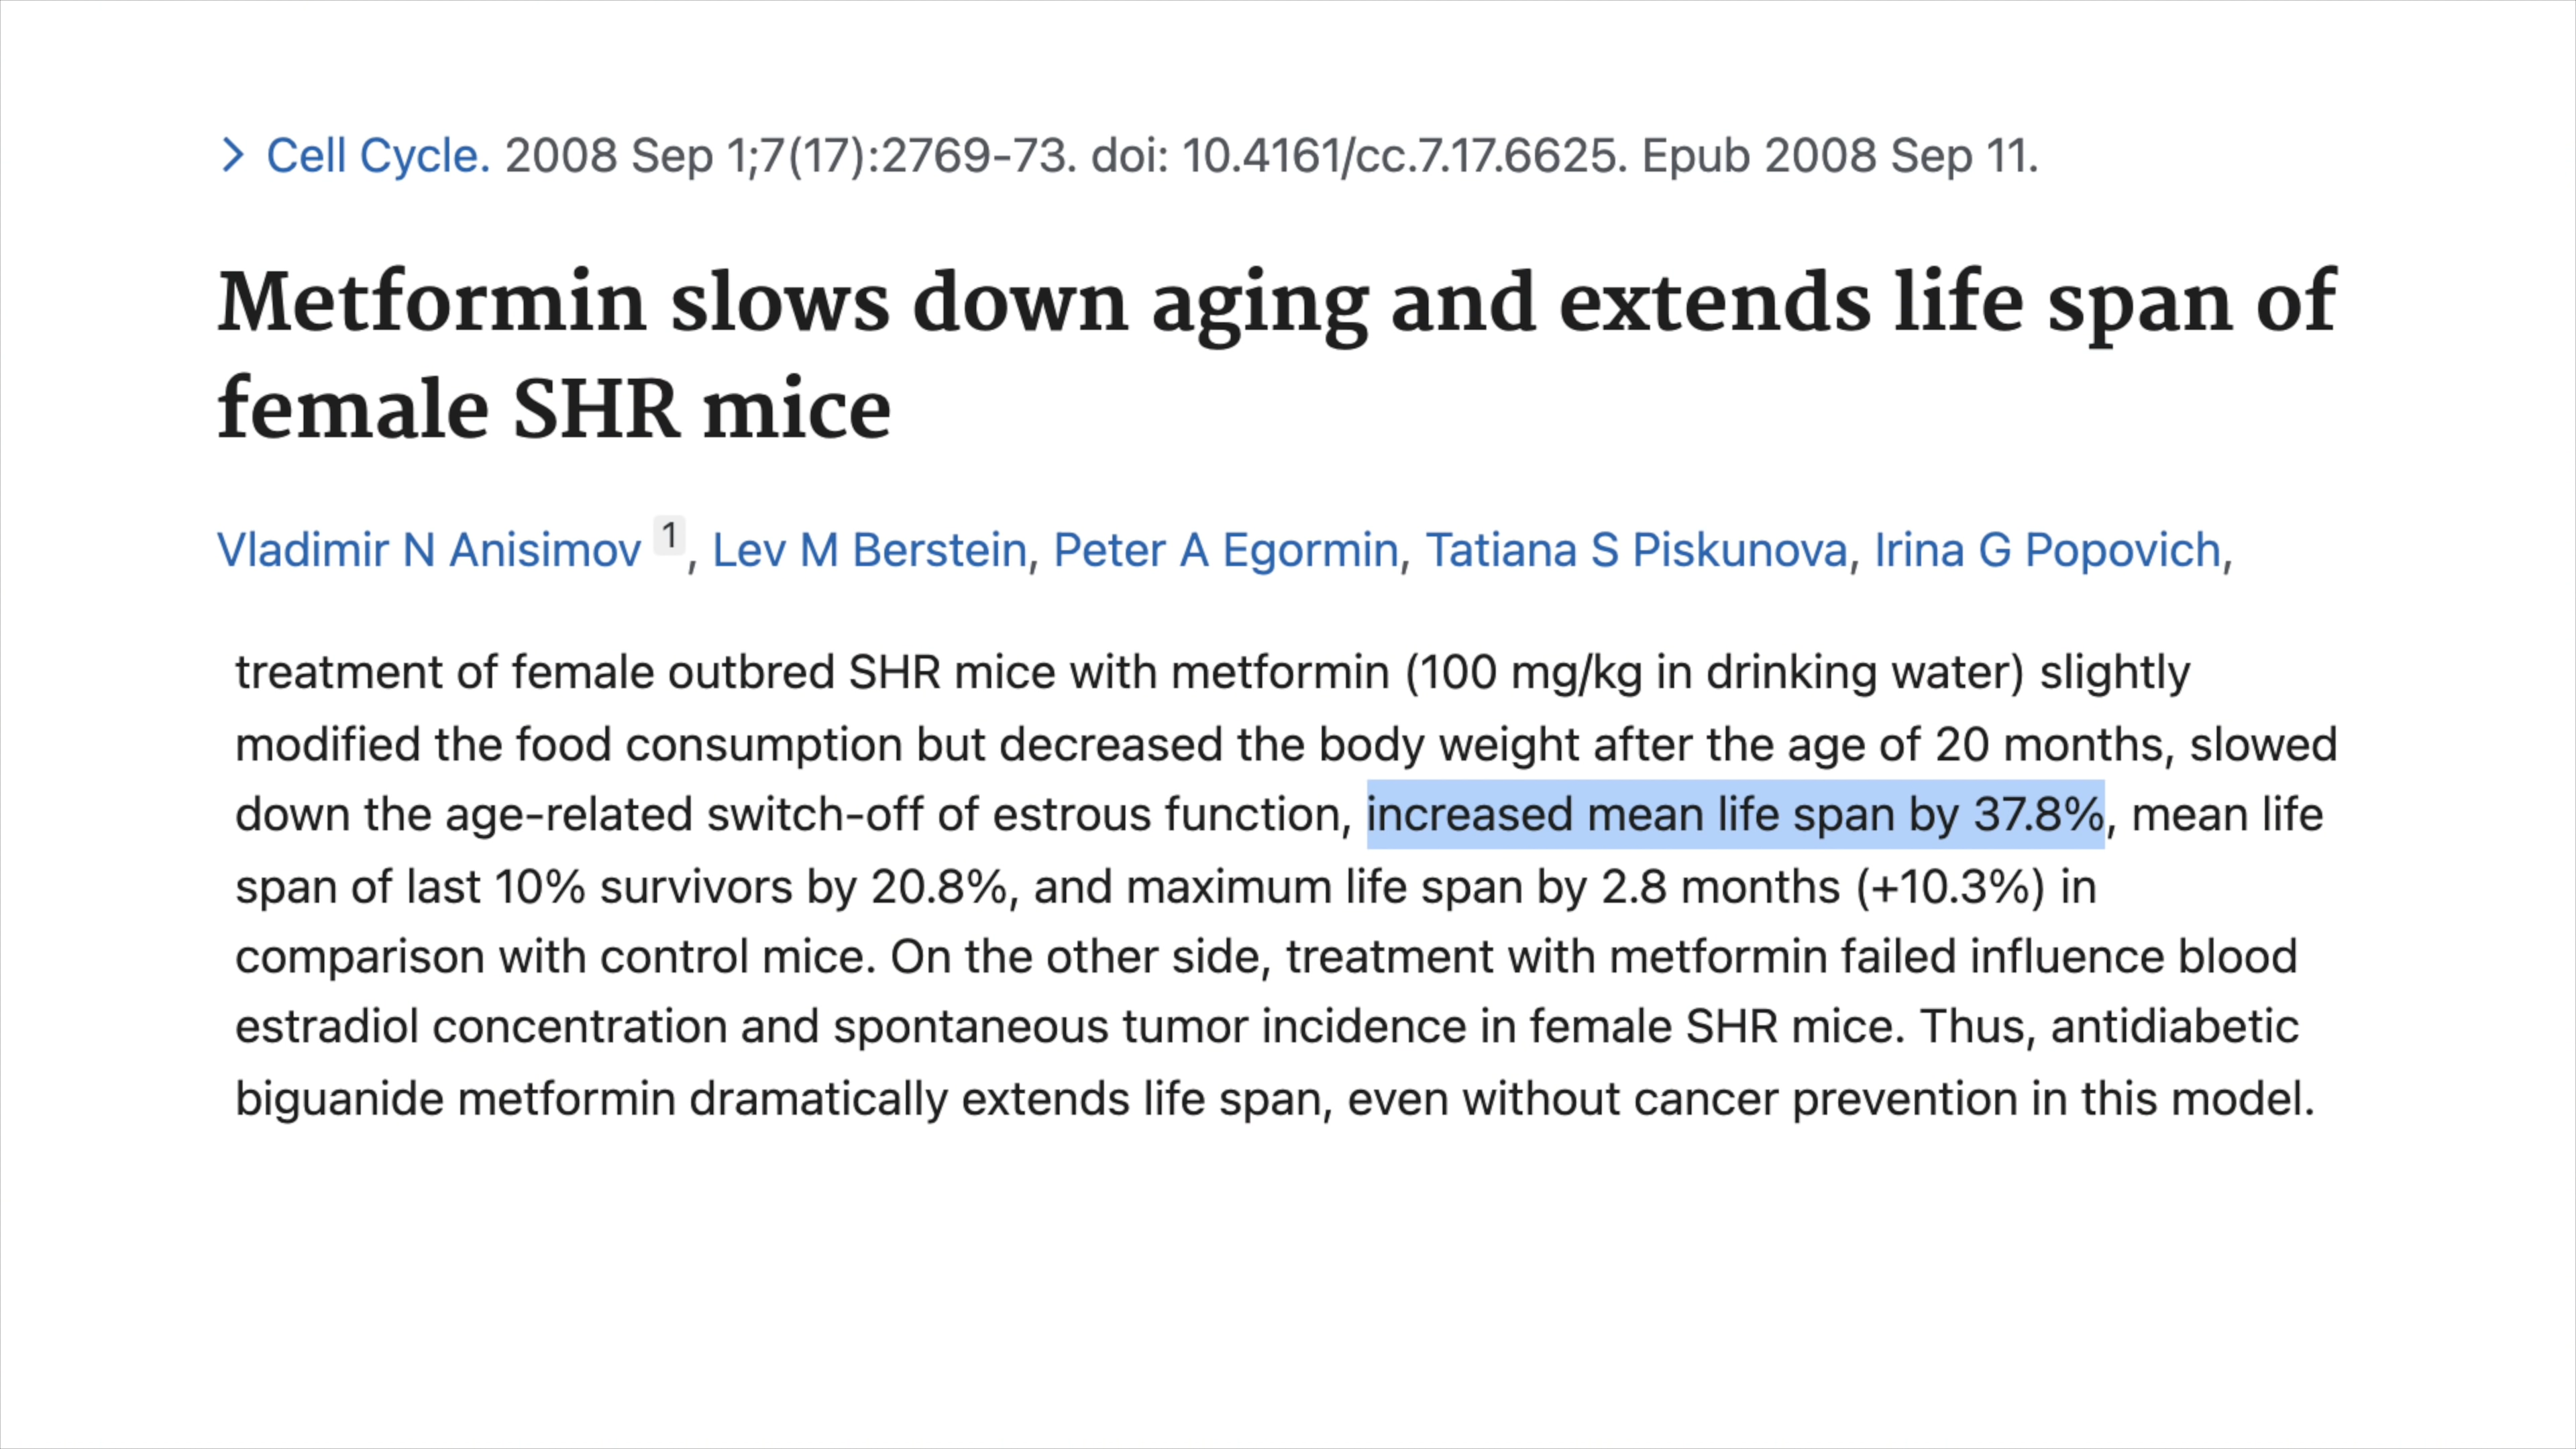 > Cell Cycle. 2008 Sep 1;7(17):2769-73. doi: 10.4161/cc.7.17.6625. Epub 2008 Sep 11.
Metformin slows down aging and extends life span of
female SHR mice
Vladimir N Anisimov 1, Lev M Berstein, Peter A Egormin, Tatiana S Piskunova, Irina G Popovich,
treatment of female outbred SHR mice with metformin (100 mg/kg in drinking water) slightly
modified the food consumption but decreased the body weight after the age of 20 months, slowed
down the age-related switch-off of estrous function, increased mean life span by 37.8%, mean life
span of last 10% survivors by 20.8%, and maximum life span by 2.8 months (+10.3%) in
comparison with control mice. On the other side, treatment with metformin failed influence blood
estradiol concentration and spontaneous tumor incidence in female SHR mice. Thus, antidiabetic
biguanide metformin dramatically extends life span, even without cancer prevention in this model.